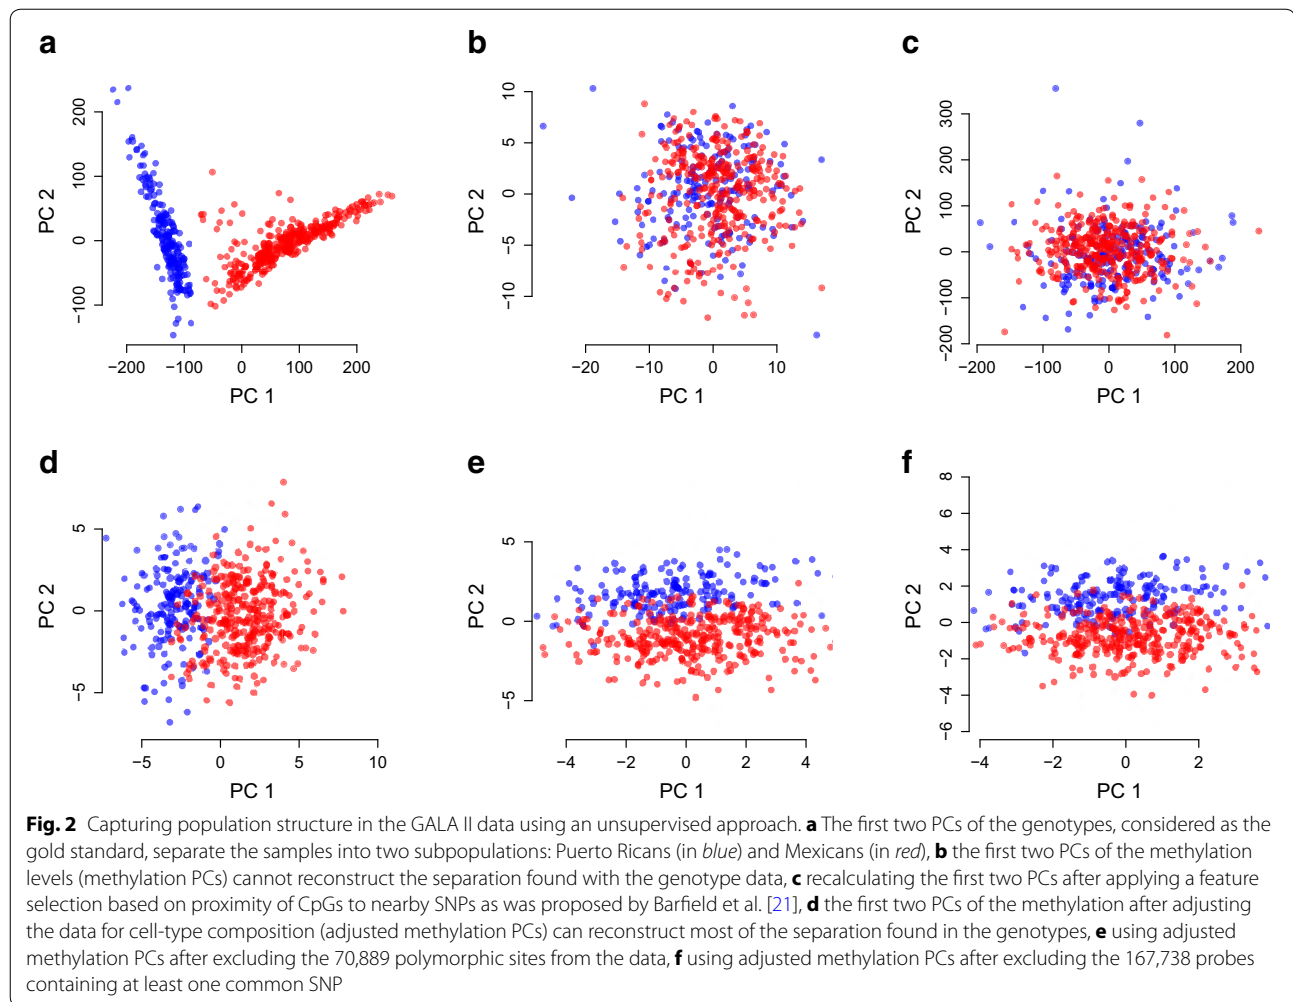 a
b
c
PC 2
200
100
0
−100
−200
−100
0
100
200
PC 1
PC 2
10
5
0
−5
−10
−20
−10
0
10
PC 1
PC 2
300
200
100
0
−100
−200
−200
−100
0
100
200
PC 1
d
e
f
PC 2
5
0
−5
−5
0
5
10
PC 1
PC 2
5
0
−5
−4
−2
0
2
4
PC 1
PC 2
8
6
4
2
0
−2
−4
−6
−4
−2
0
2
PC 1
Fig. 2 Capturing population structure in the GALA II data using an unsupervised approach. a The first two PCs of the genotypes, considered as the
gold standard, separate the samples into two subpopulations: Puerto Ricans (in blue) and Mexicans (in red), b the first two PCs of the methylation
levels (methylation PCs) cannot reconstruct the separation found with the genotype data, c recalculating the first two PCs after applying a feature
selection based on proximity of CpGs to nearby SNPs as was proposed by Barfield et al. [21], d the first two PCs of the methylation after adjusting
the data for cell-type composition (adjusted methylation PCs) can reconstruct most of the separation found in the genotypes, e using adjusted
methylation PCs after excluding the 70,889 polymorphic sites from the data, f using adjusted methylation PCs after excluding the 167,738 probes
containing at least one common SNP